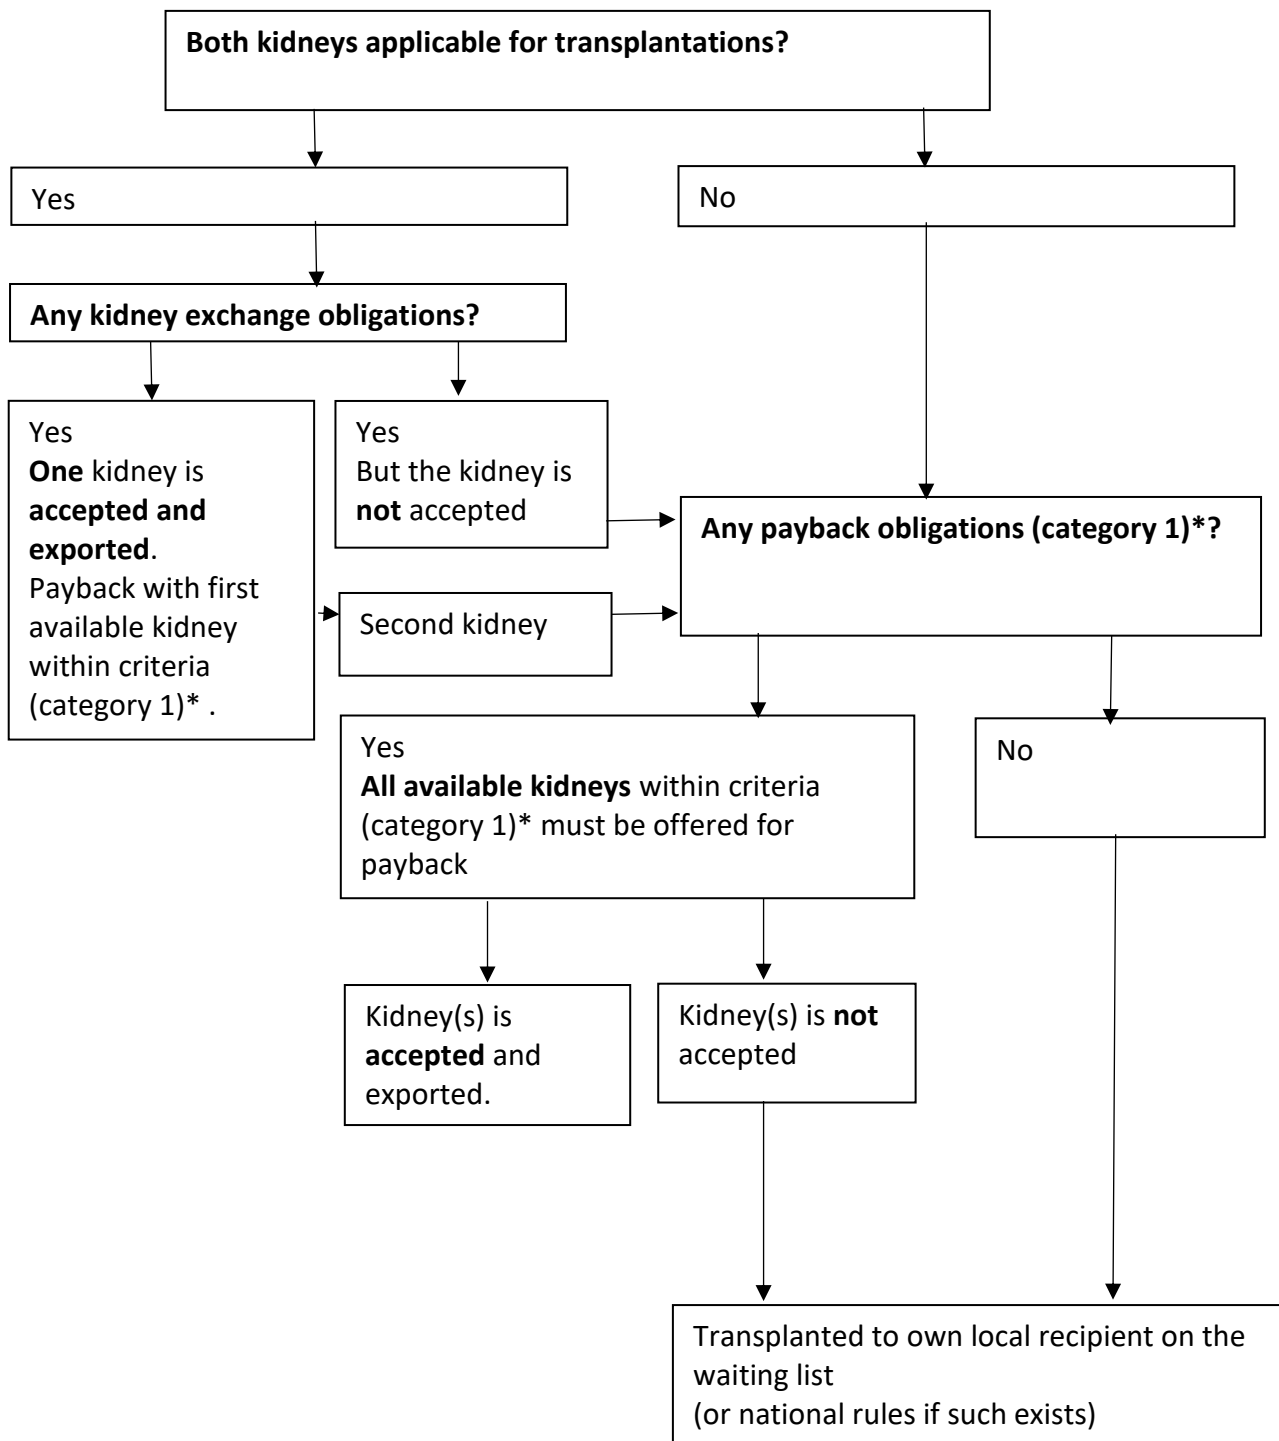 Both kidneys applicable for transplantations?
Yes
No
Any kidney exchange obligations?
Yes
One kidney is
accepted and
exported.
Payback with first
available kidney
within criteria
(category 1)* .
Yes
But the kidney is
not accepted
Second kidney
Any payback obligations (category 1)*?
Yes
All available kidneys within criteria
(category 1)* must be offered for
payback
No
Kidney(s) is
accepted and
exported.
Kidney(s) is not
accepted
Transplanted to own local recipient on the
waiting list
(or national rules if such exists)